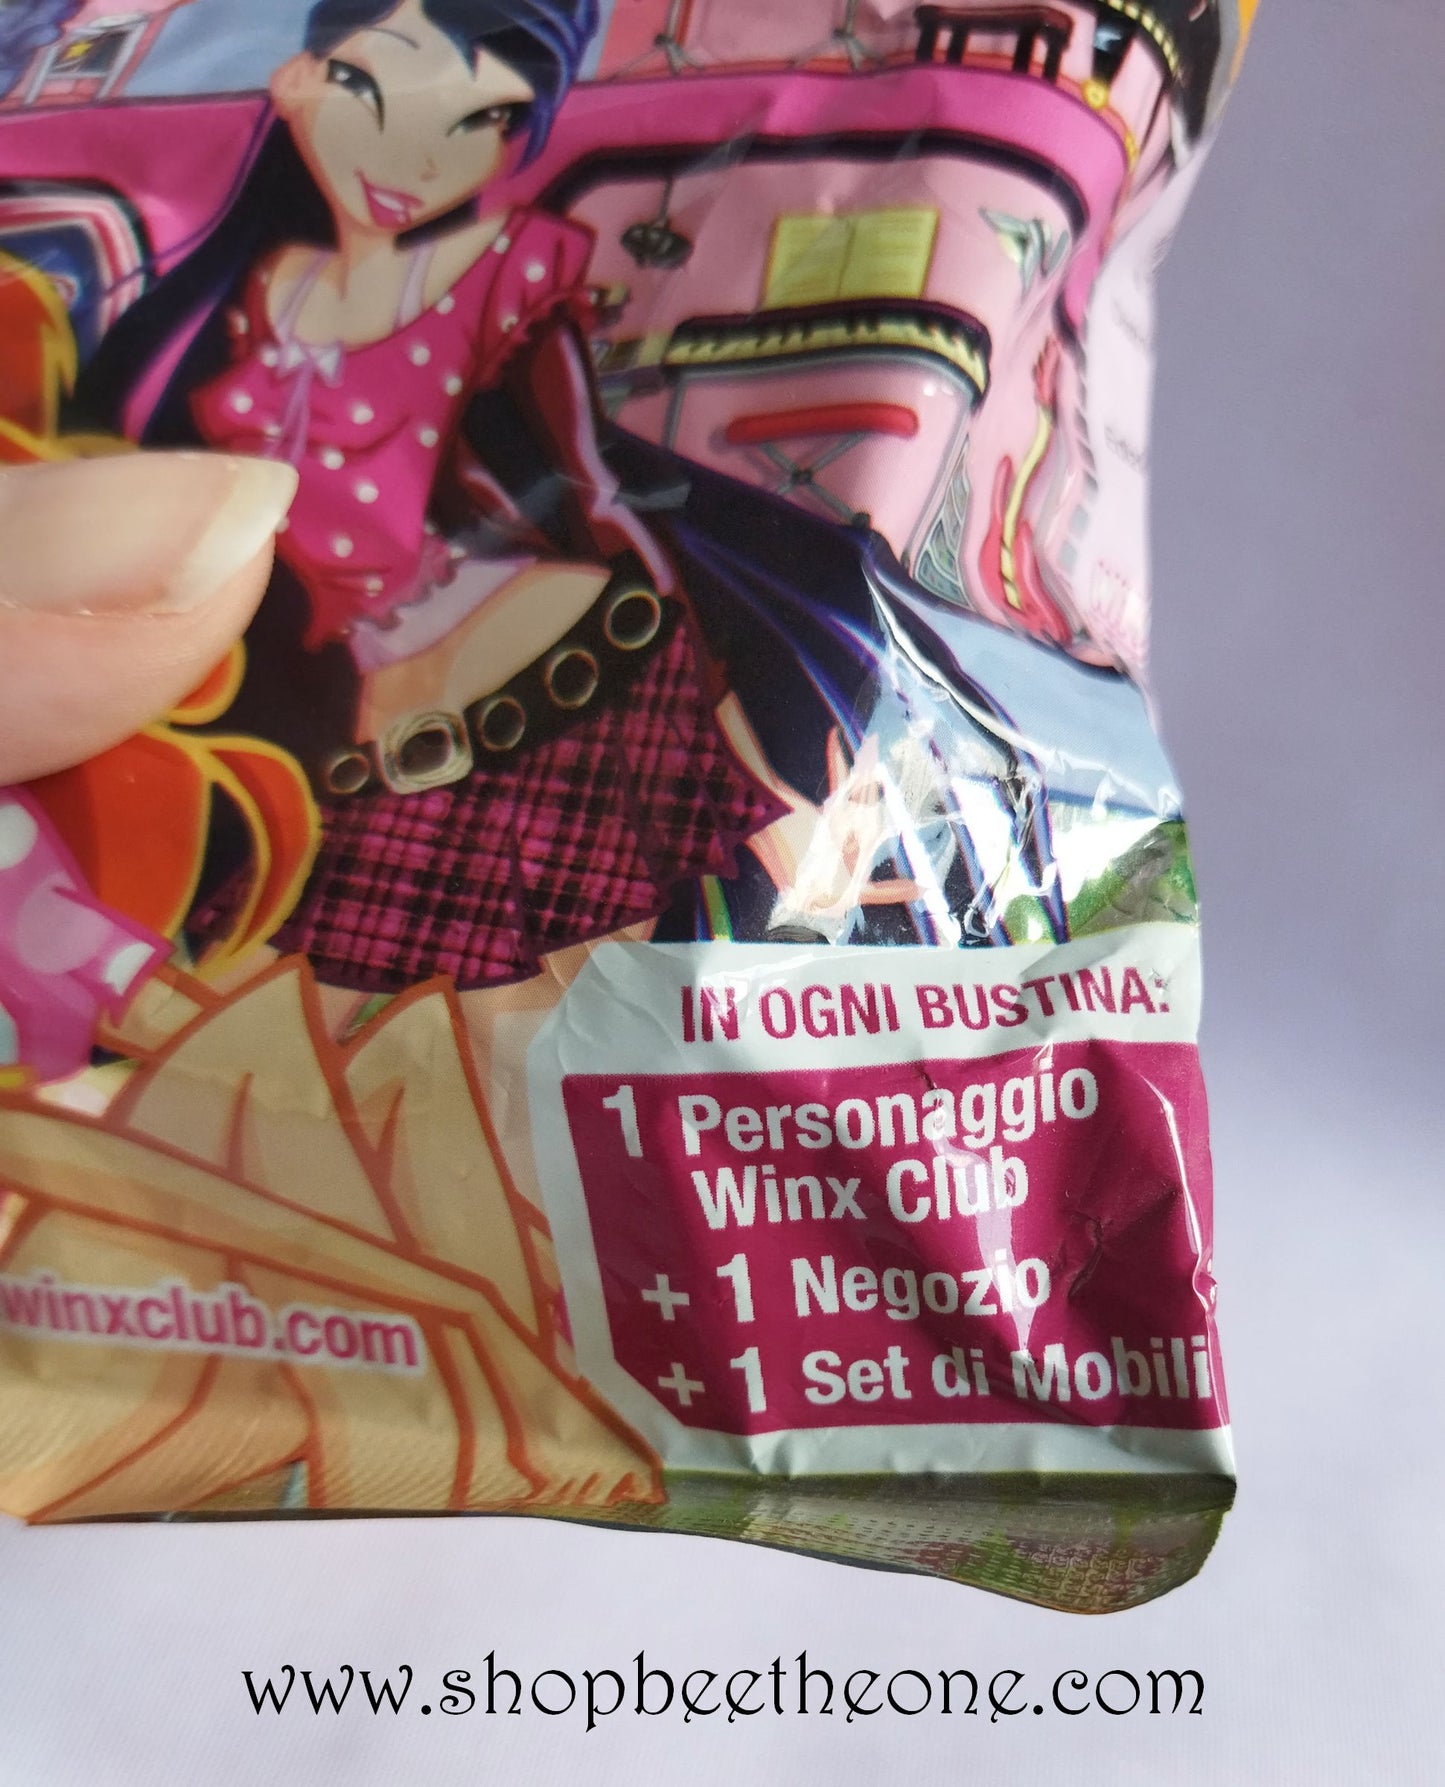 IN OGNI BUSTINA:
1 Personaggio
Winx Club
+ 1 Negozio
+ 1 Set di Mobili
winxclub.com
www.shopbeetheone.com